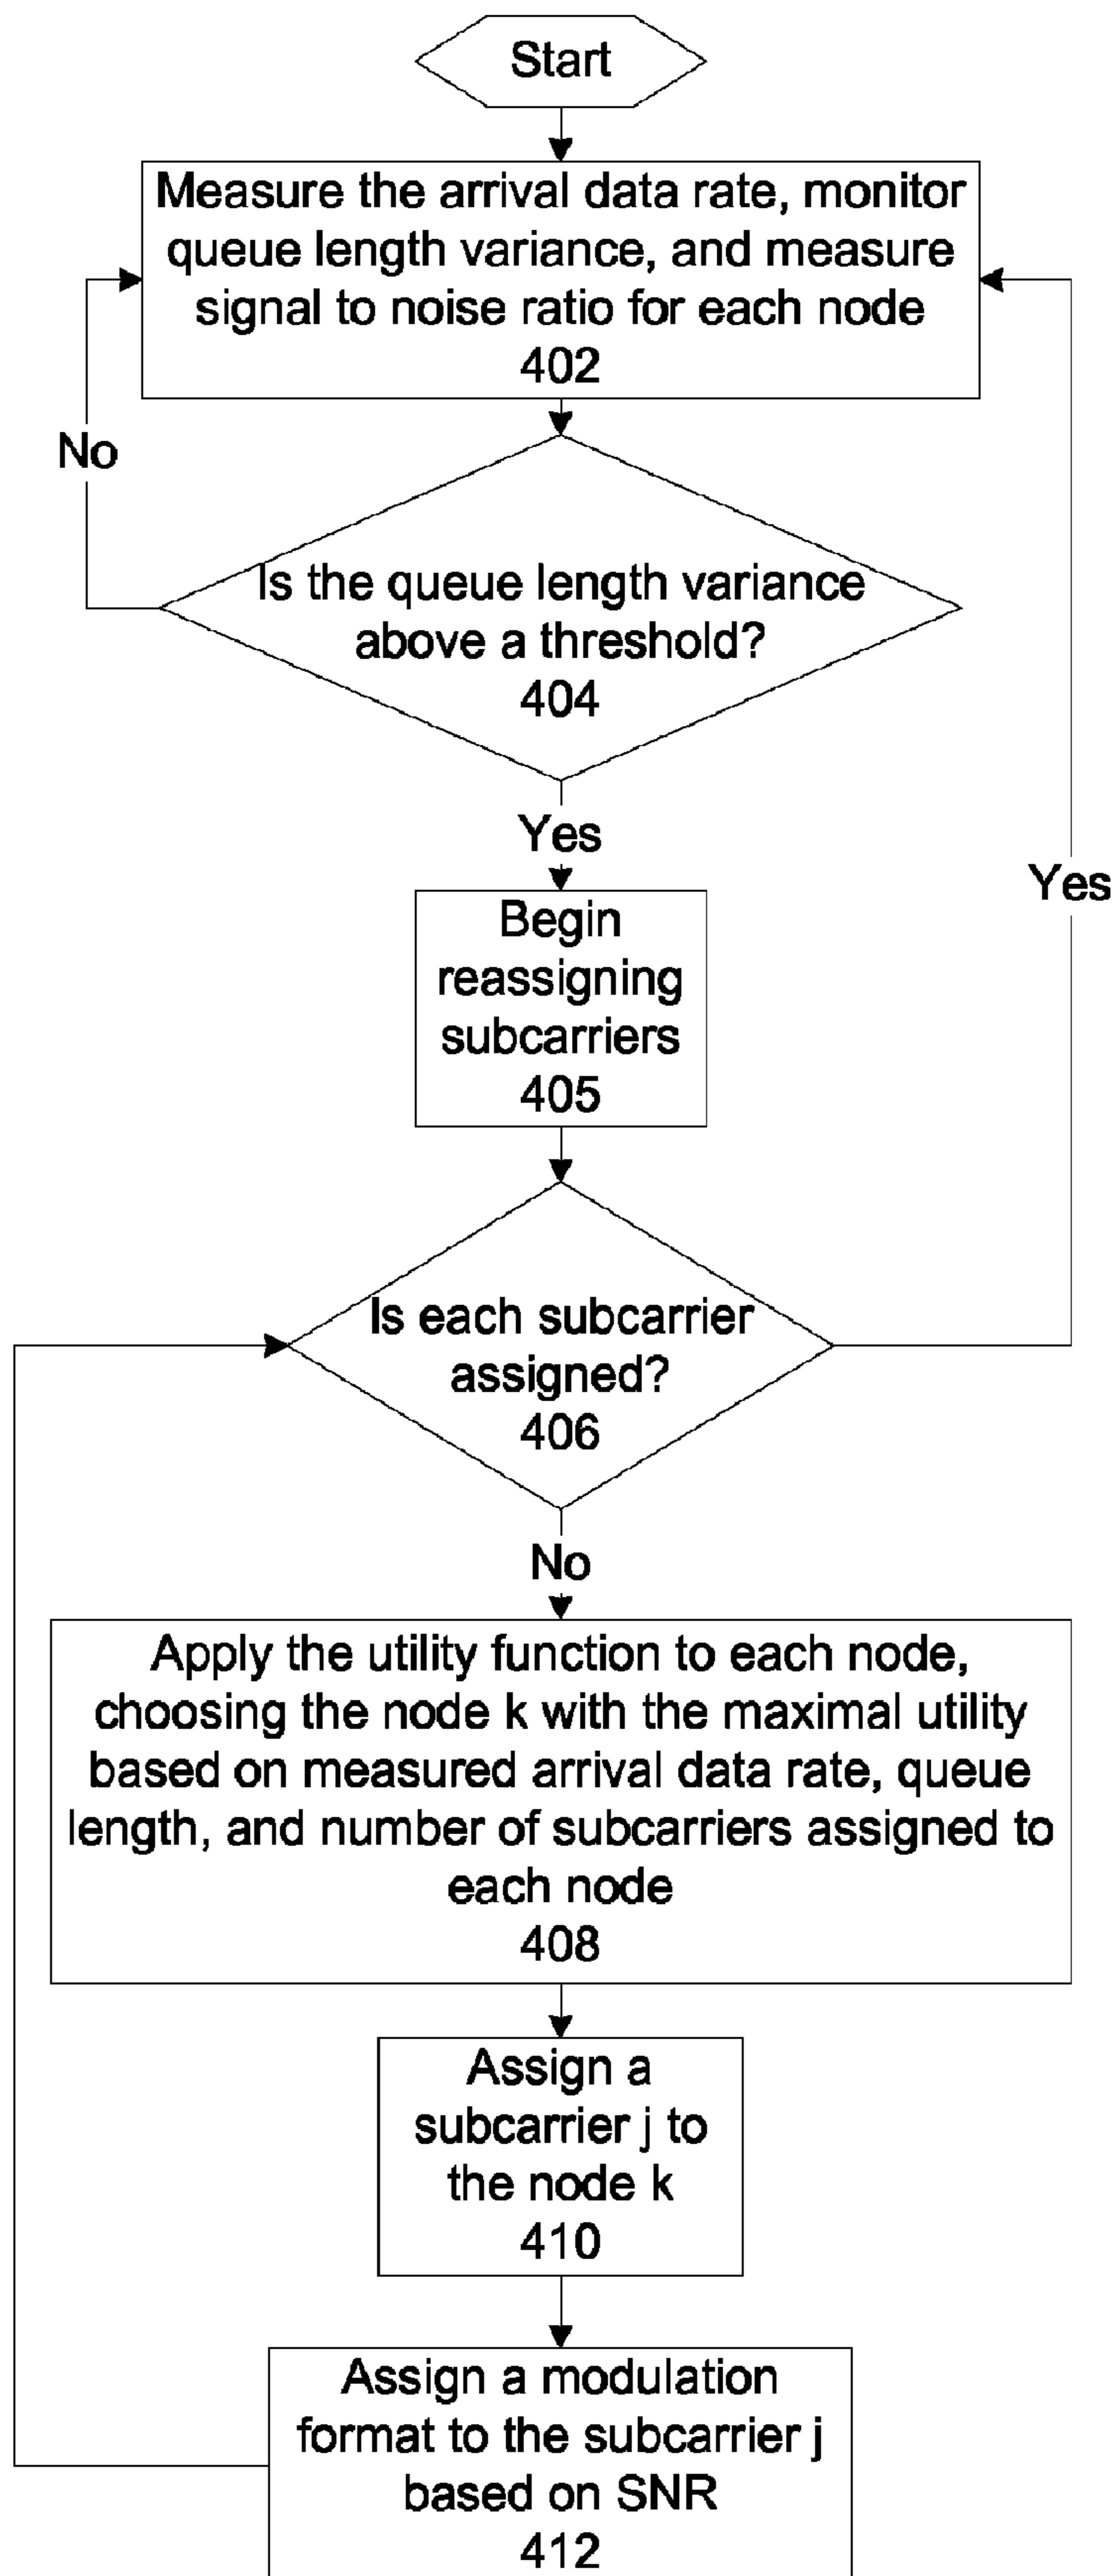 Start
Measure the arrival data rate, monitor
queue length variance, and measure
signal to noise ratio for each node
402
No
Is the queue length variance
above a threshold?
404
Yes
Yes
Begin
reassigning
subcarriers
405
Is each subcarrier
assigned?
406
No
Apply the utility function to each node,
choosing the node k with the maximal utility
based on measured arrival data rate, queue
length, and number of subcarriers assigned to
each node
408
Assign a
subcarrier j to
the node k
410
Assign a modulation
format to the subcarrier j
based on SNR
412